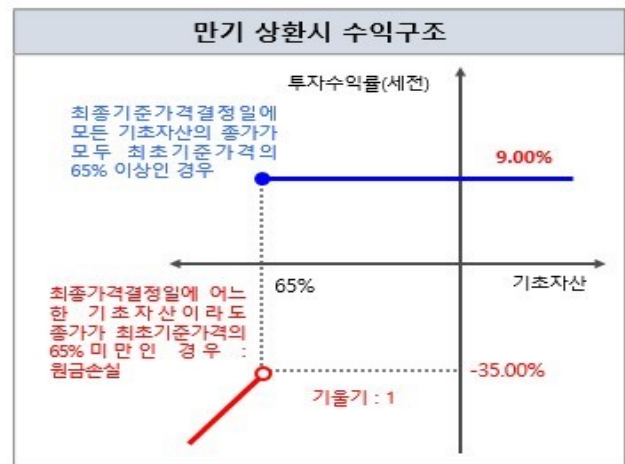 만기 상환시 수익구조
투자수익률(세전)
최종기준가격결정일에
모든 기초자산의 종가가
모두 최초기준가격의
65% 이상인 경우
9.00%
65%
기초자산
최종가격결정일에 어느
한 기초자산이라도
종가가 최초기준가격의
65% 미만인 경우 :
원금손실
-35.00%
기울기 : 1